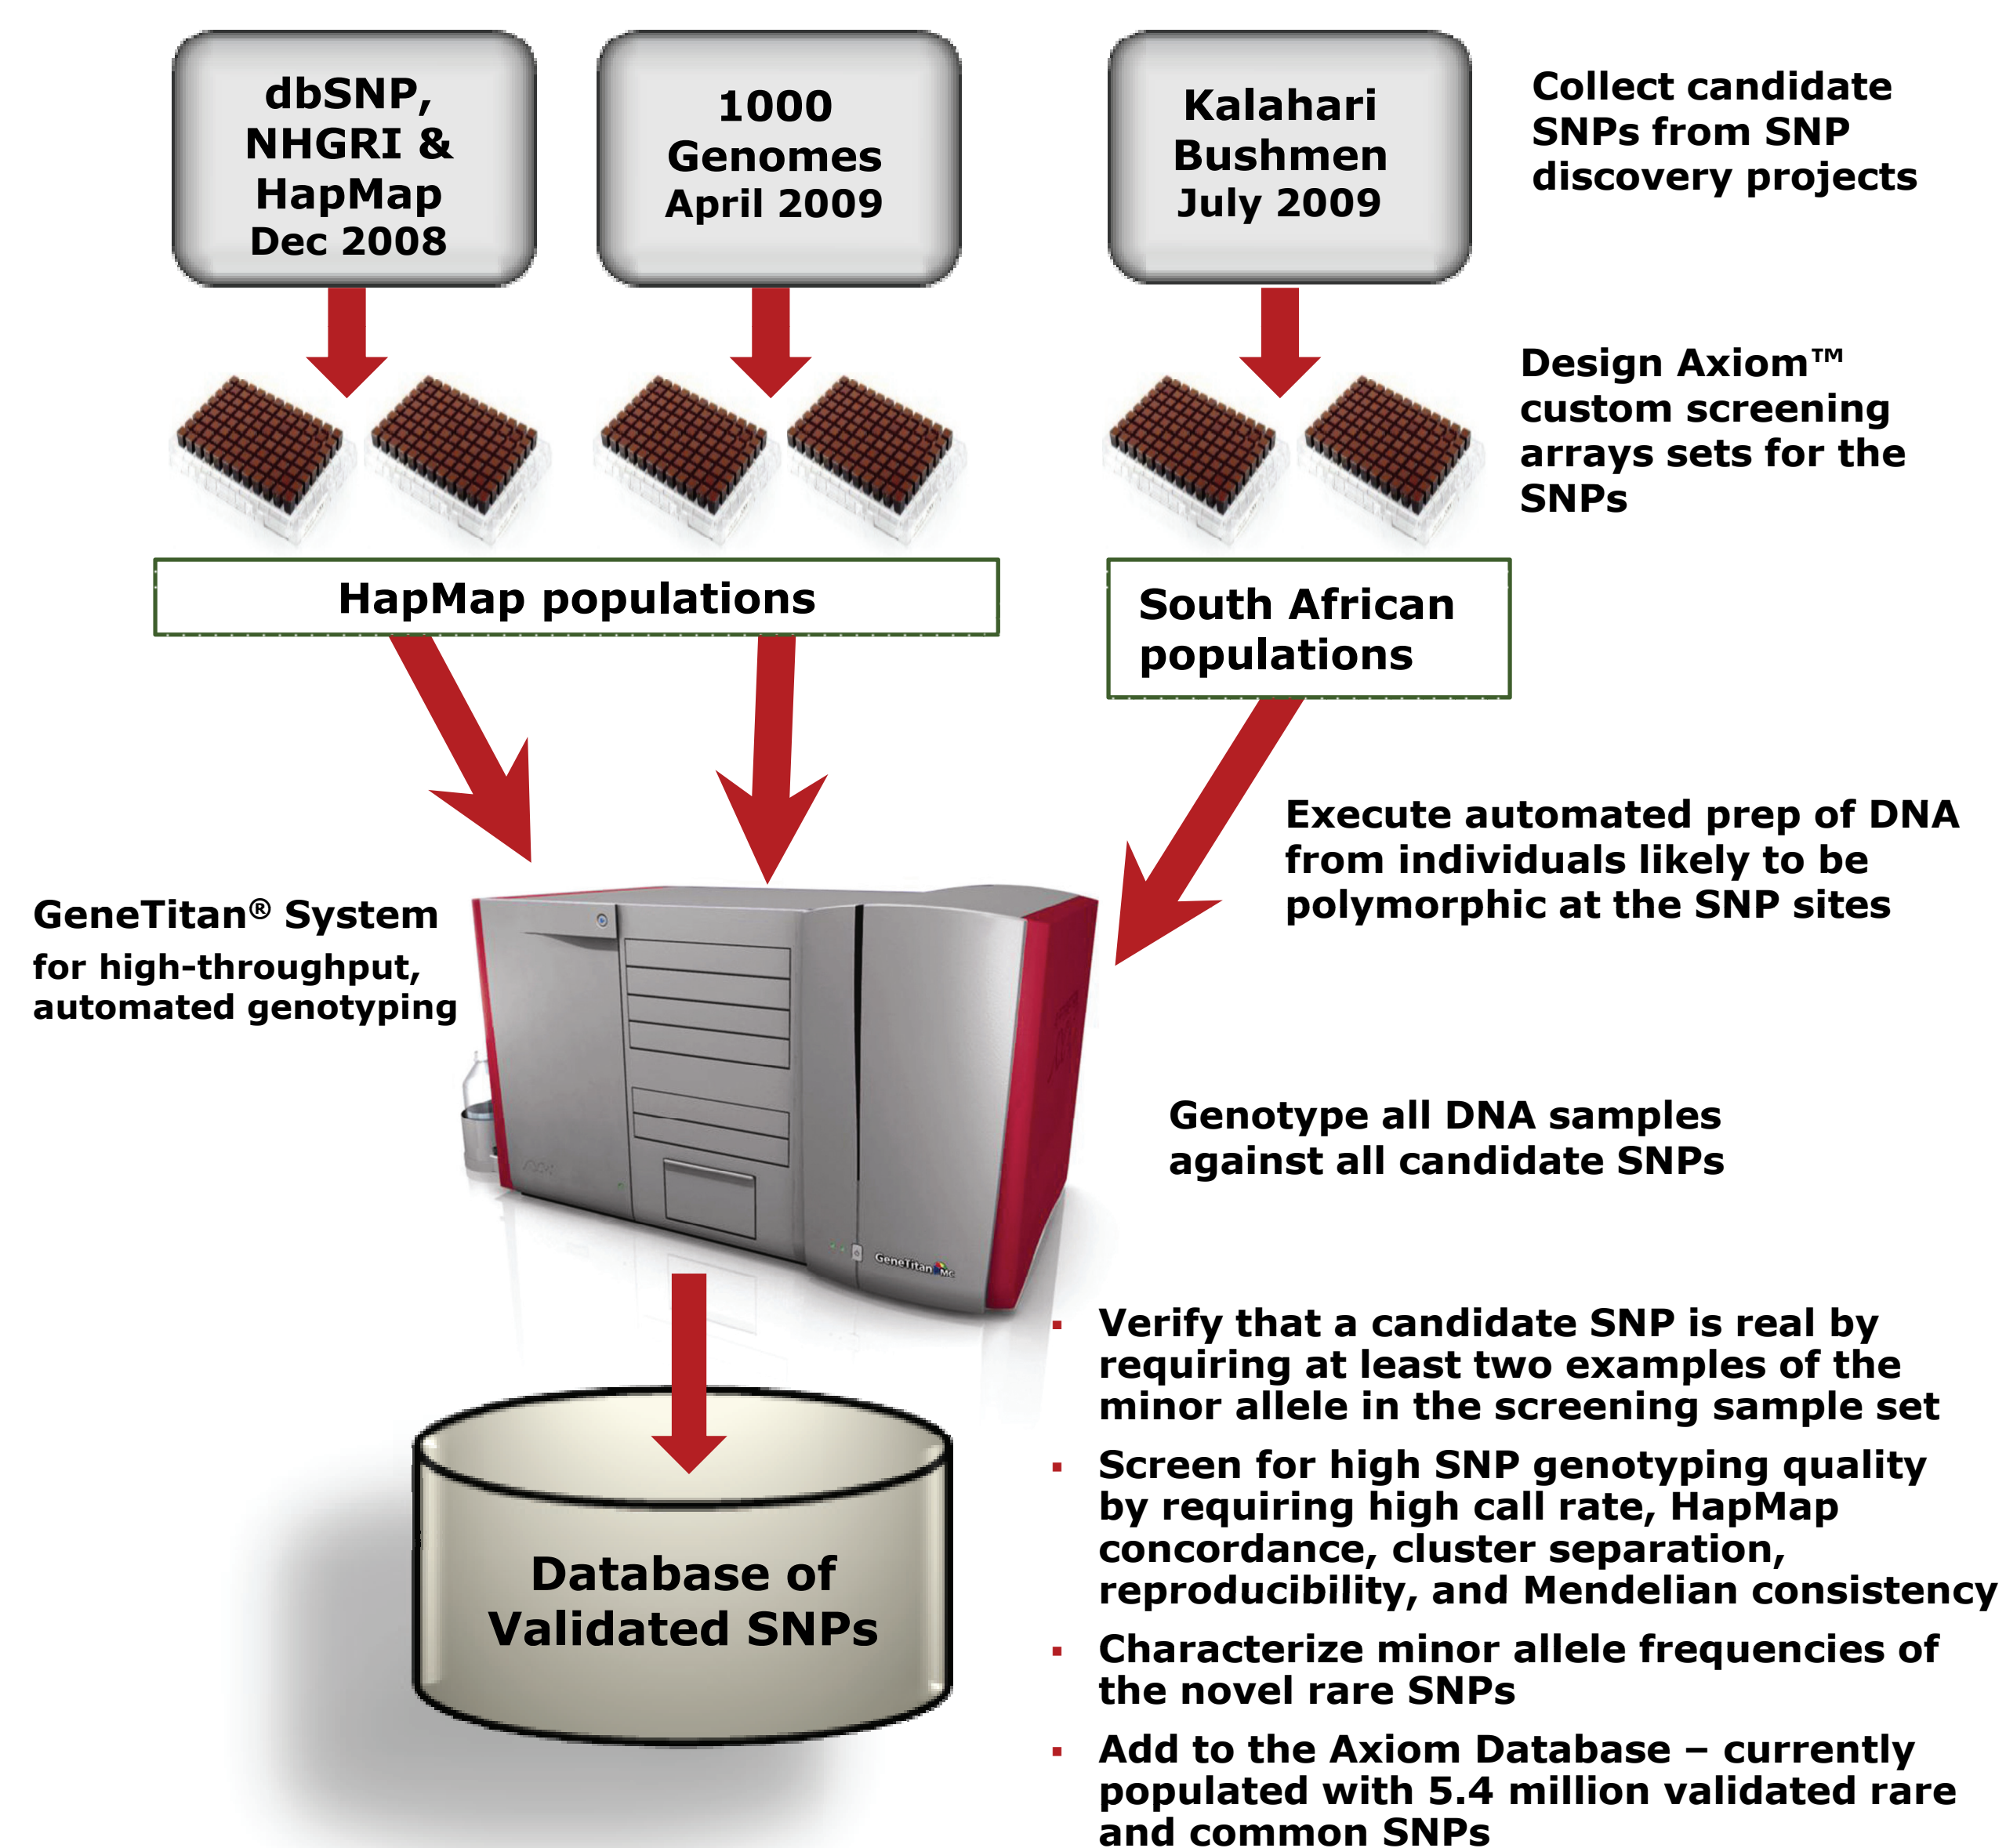 dbSNP,
NHGRI &
HapMap
Dec 2008
1000
Genomes
April 2009
Kalahari
Bushmen
July 2009
Collect candidate
SNPs from SNP
discovery projects
Design Axiom™
custom screening
arrays sets for the
SNPs
HapMap populations
South African
populations
Execute automated prep of DNA
from individuals likely to be
polymorphic at the SNP sites
GeneTitan® System
for high-throughput,
automated genotyping
Genotype all DNA samples
against all candidate SNPs
GeneTitan MC
▪ Verify that a candidate SNP is real by
requiring at least two examples of the
minor allele in the screening sample set
▪ Screen for high SNP genotyping quality
by requiring high call rate, HapMap
concordance, cluster separation,
reproducibility, and Mendelian consistency
▪ Characterize minor allele frequencies of
the novel rare SNPs
▪ Add to the Axiom Database – currently
populated with 5.4 million validated rare
and common SNPs
Database of
Validated SNPs